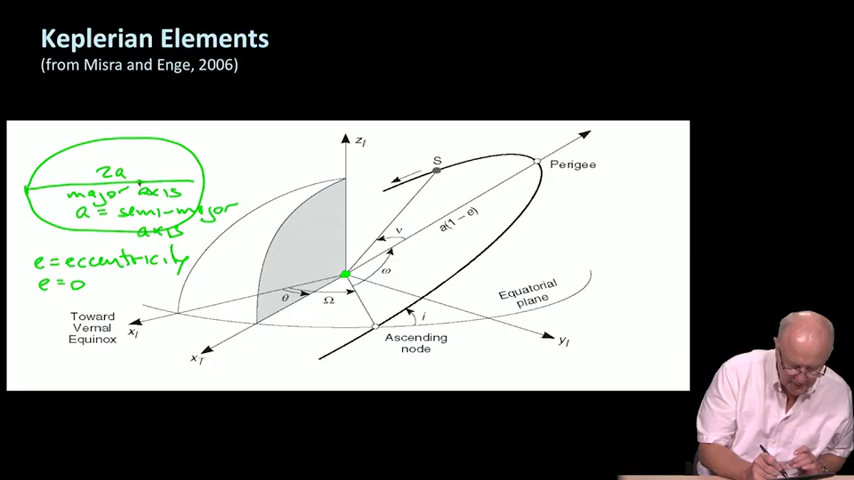 Keplerian Elements
(from Misra and Enge, 2006)
2a
major axis
a = semi-major
axis
e = eccentricity
e = 0
z_I
S
Perigee
ν
a(1 – e)
ω
θ
Ω
i
Equatorial
plane
Toward
Vernal
Equinox
x_I
x_T
Ascending
node
y_I